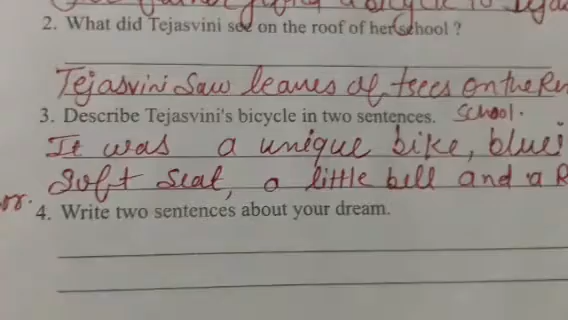 2. What did Tejasvini see on the roof of her school ?
Tejasvini Saw leaves of trees on the
3. Describe Tejasvini's bicycle in two sentences. School.
It was a unique bike, blue
Soft Seat, a little bell and a
or.
4. Write two sentences about your dream.